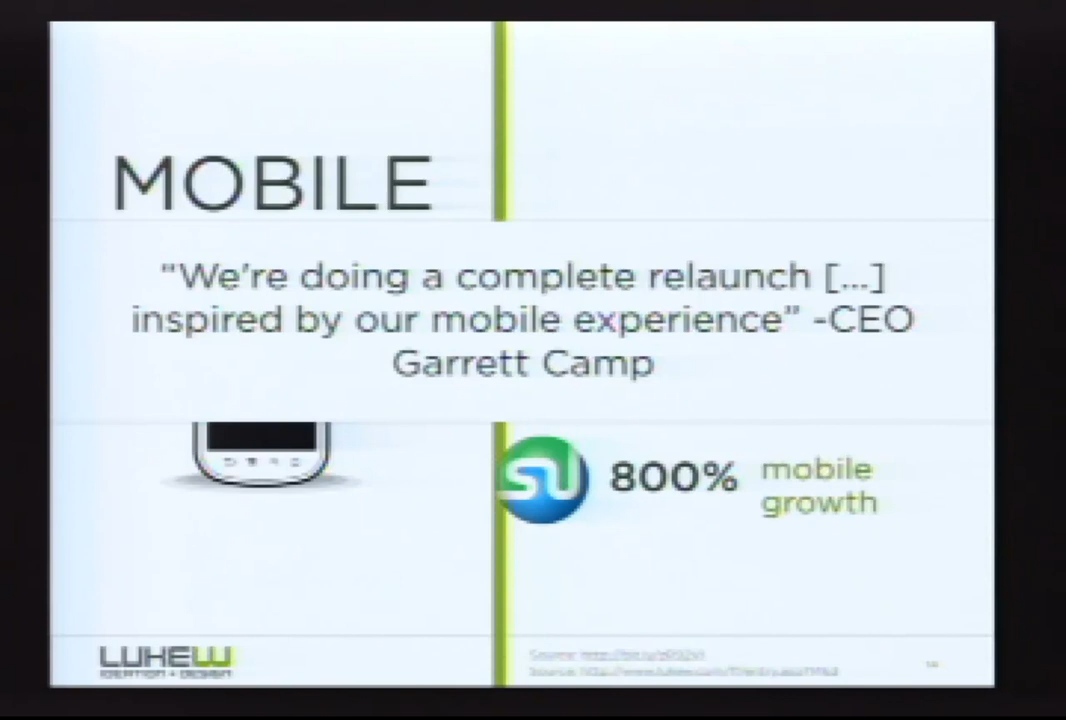 MOBILE
“We're doing a complete relaunch [...]
inspired by our mobile experience” -CEO
Garrett Camp
su
800% mobile
growth
LUKEW
IDEATION + DESIGN